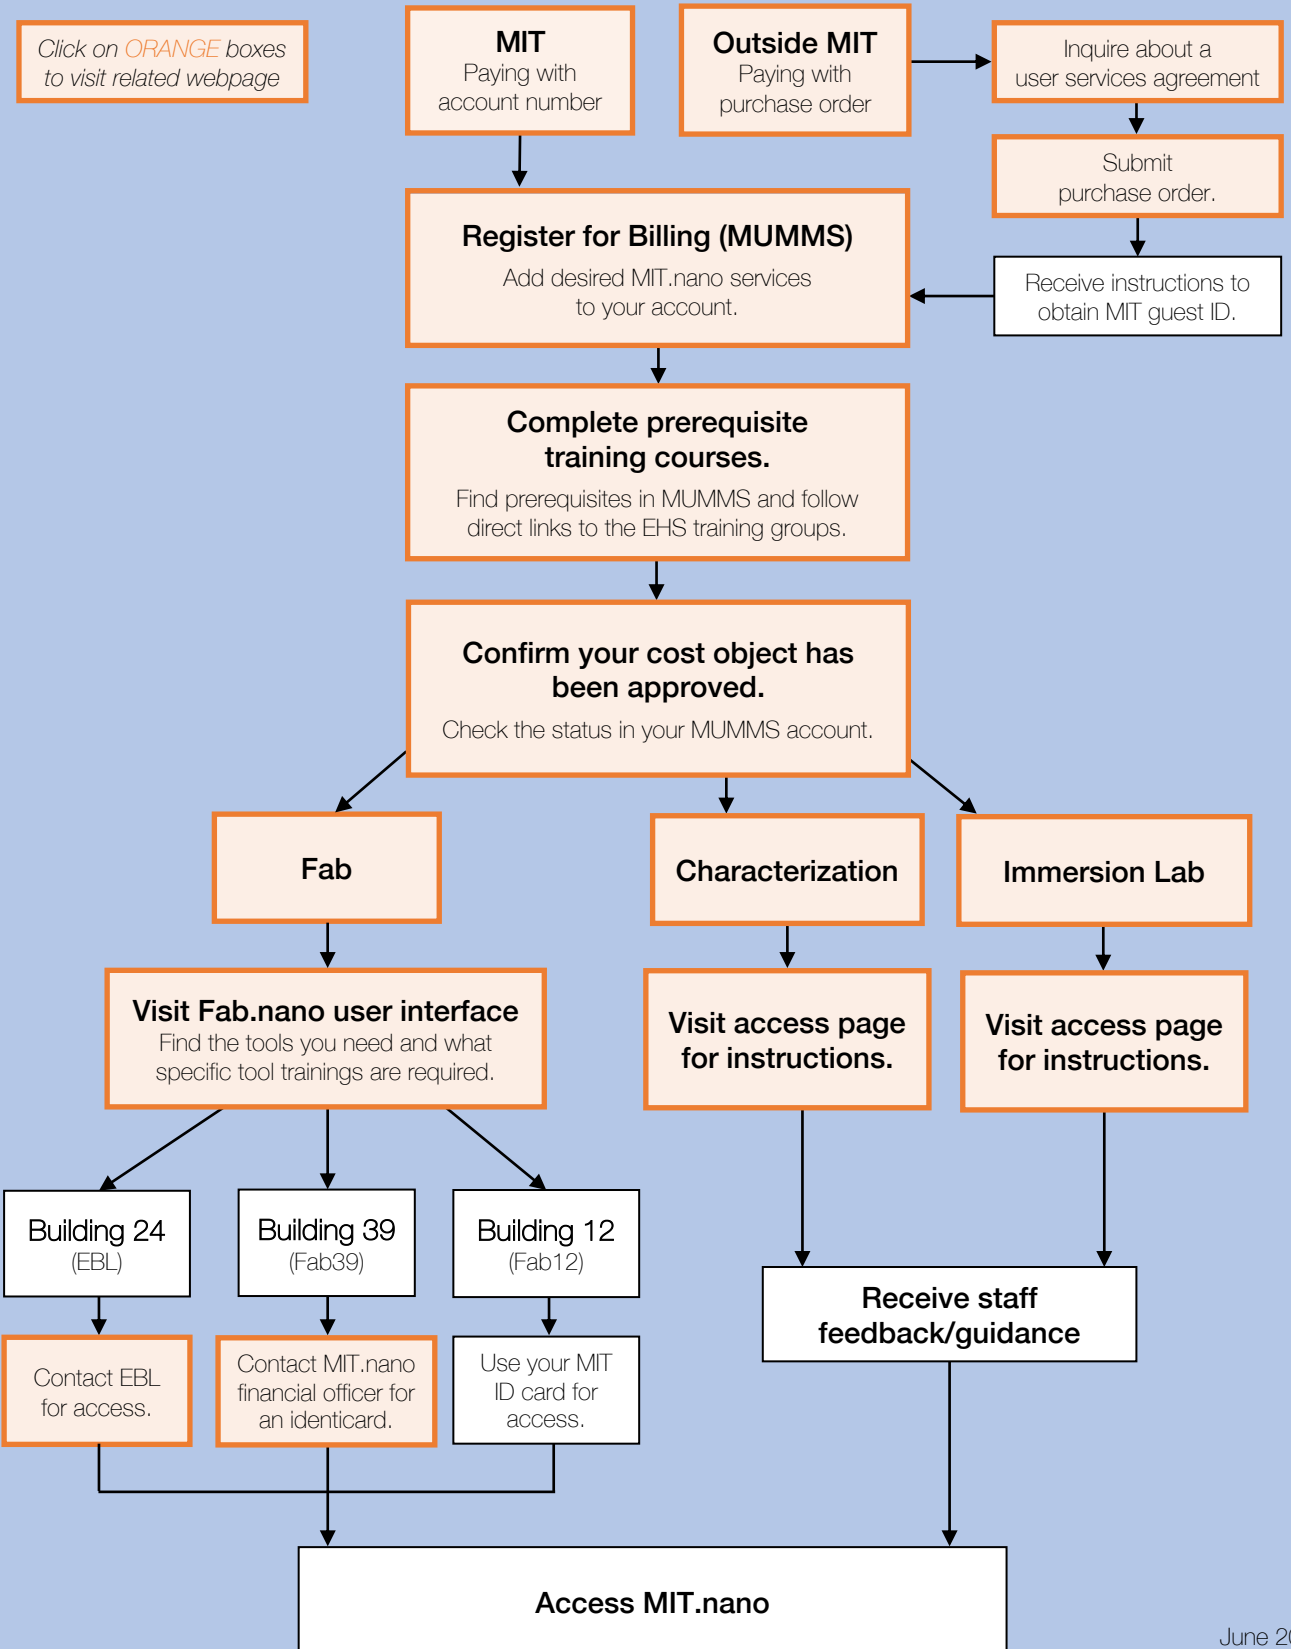 Click on ORANGE boxes
to visit related webpage
MIT
Paying with
account number
Outside MIT
Paying with
purchase order
Inquire about a
user services agreement
Submit
purchase order.
Receive instructions to
obtain MIT guest ID.
Register for Billing (MUMMS)
Add desired MIT.nano services
to your account.
Complete prerequisite
training courses.
Find prerequisites in MUMMS and follow
direct links to the EHS training groups.
Confirm your cost object has
been approved.
Check the status in your MUMMS account.
Fab
Characterization
Immersion Lab
Visit Fab.nano user interface
Find the tools you need and what
specific tool trainings are required.
Visit access page
for instructions.
Visit access page
for instructions.
Building 24
(EBL)
Building 39
(Fab39)
Building 12
(Fab12)
Contact EBL
for access.
Contact MIT.nano
financial officer for
an identicard.
Use your MIT
ID card for
access.
Receive staff
feedback/guidance
Access MIT.nano
June